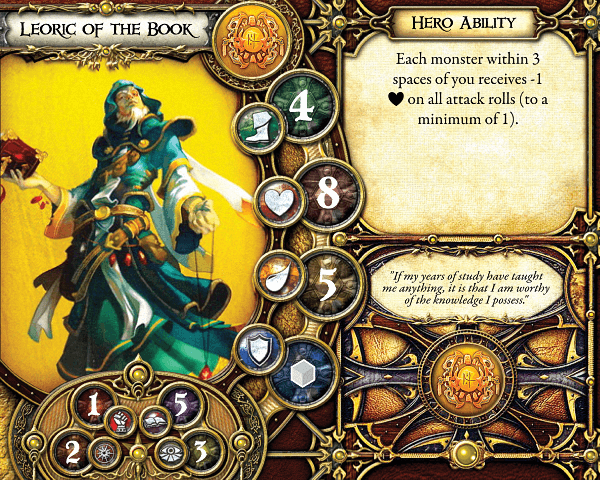 Leoric of the Book
Hero Ability
Each monster within 3
spaces of you receives -1
on all attack rolls (to a
minimum of 1).
4
8
5
"If my years of study have taught
me anything, it is that I am worthy
of the knowledge I possess."
1
5
2
3